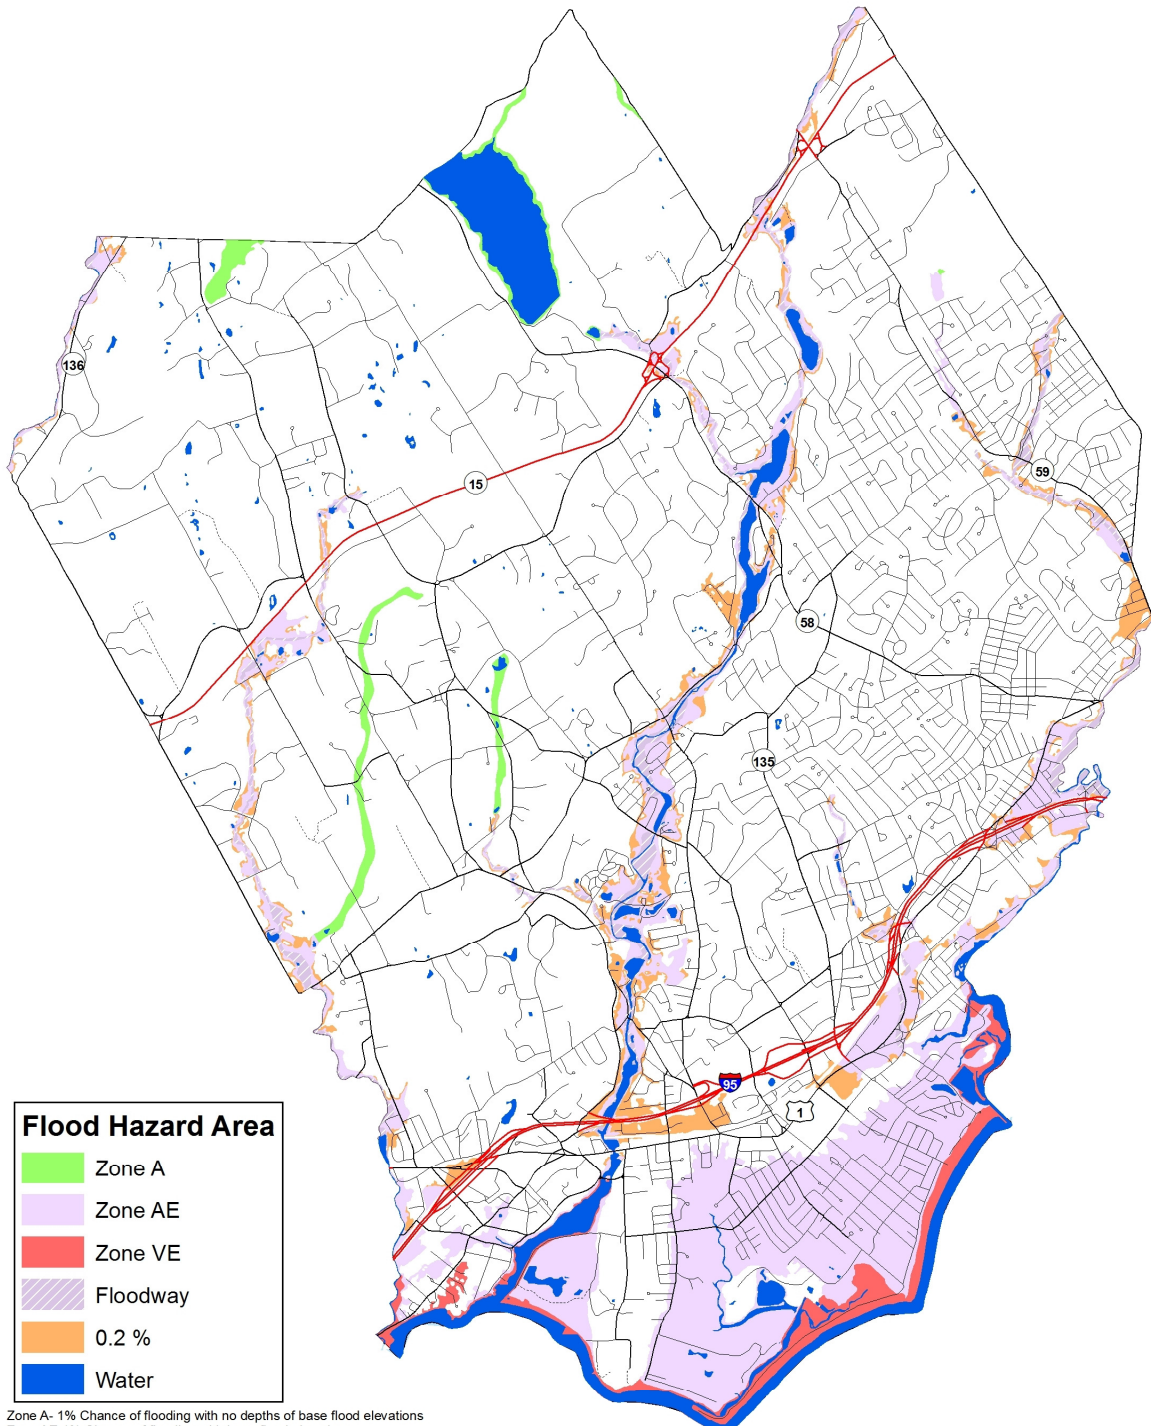 136
15
59
58
135
95
1
Flood Hazard Area
Zone A
Zone AE
Zone VE
Floodway
0.2 %
Water
Zone A- 1% Chance of flooding with no depths of base flood elevations